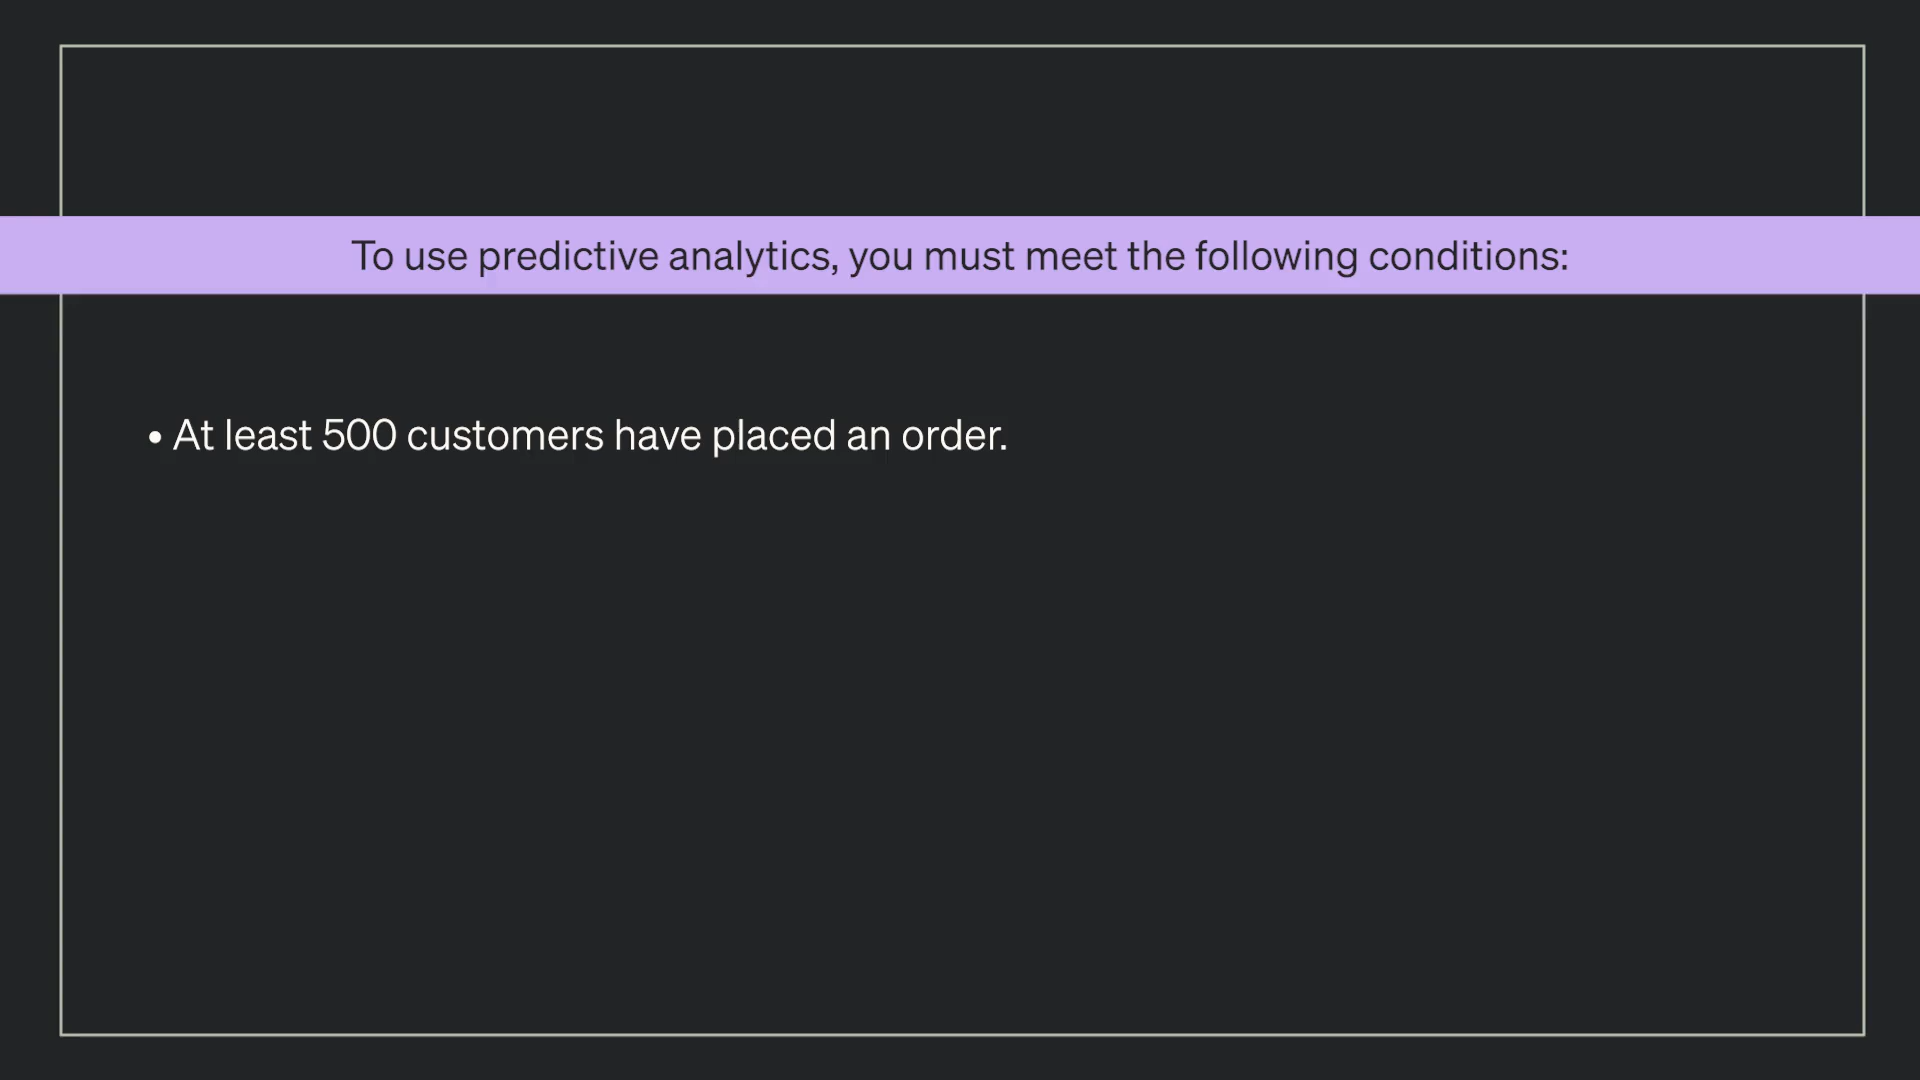 To use predictive analytics, you must meet the following conditions:
• At least 500 customers have placed an order.